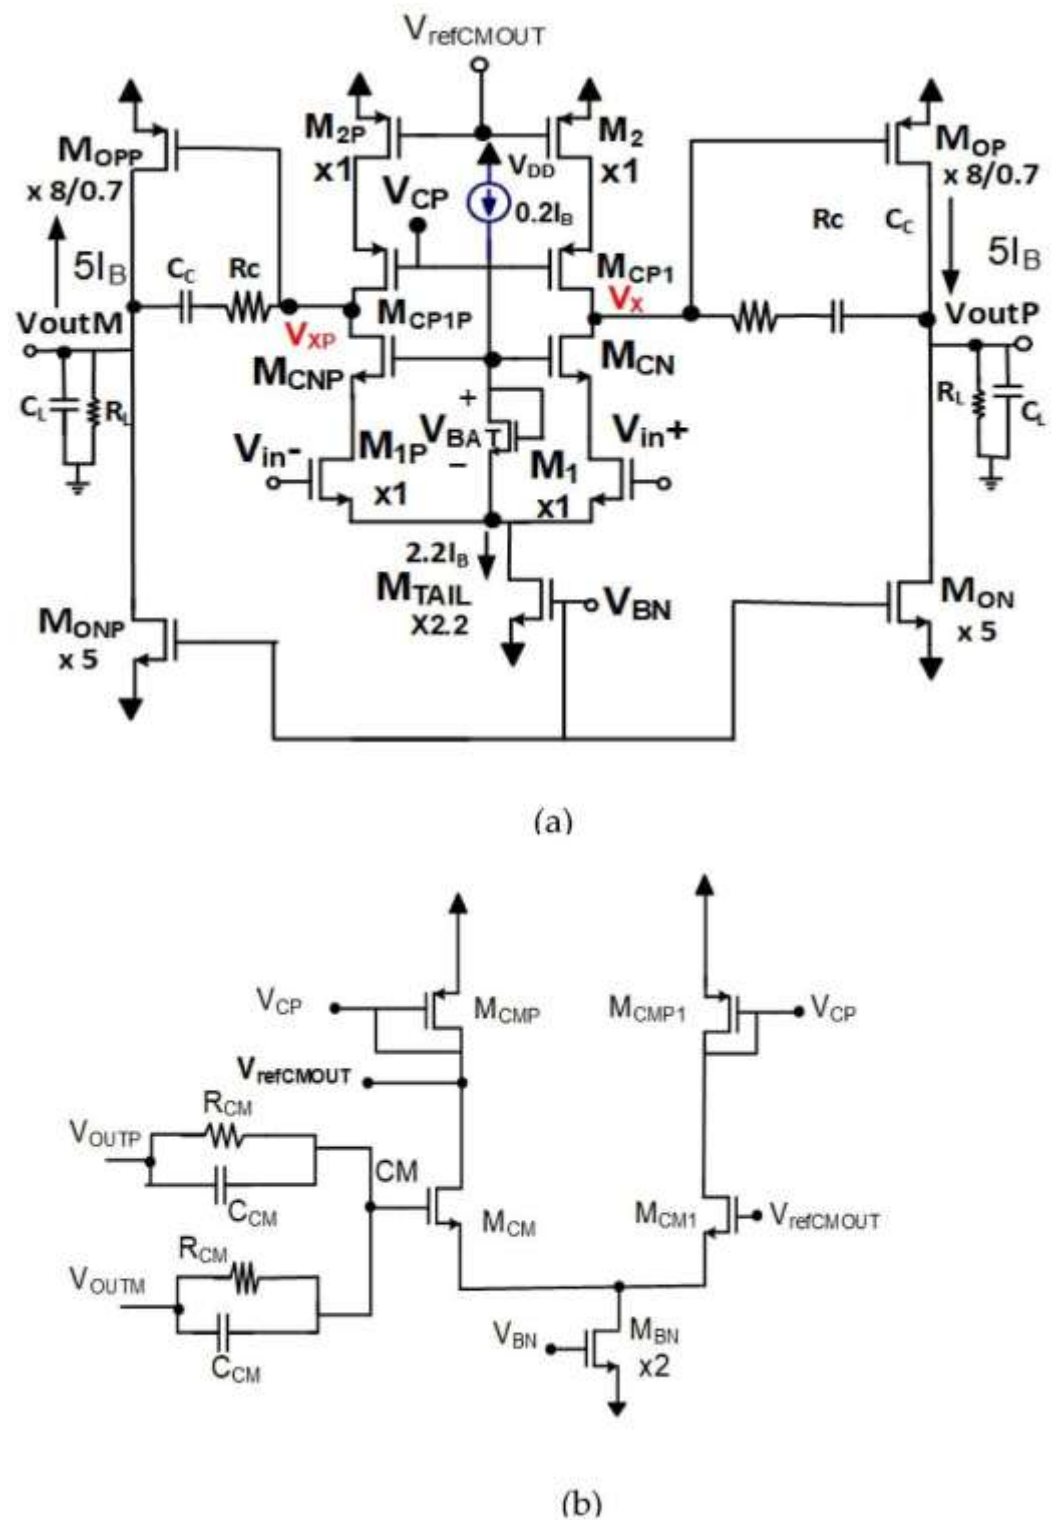 VrefCMOUT
M2P
x1
M2
x1
VDD
0.2IB
VCP
MOPP
x 8/0.7
MOP
x 8/0.7
5IB
CC
Rc
Rc
CC
5IB
MCP1P
MCP1
VoutM
VXP
VX
VoutP
MCNP
MCN
CL
RL
RL
CL
Vin-
M1P
x1
+
VBAT
−
M1
x1
Vin+
2.2IB
MTAIL
X2.2
VBN
MONP
x 5
MON
x 5
(a)
VCP
MCMP
MCMP1
VCP
VrefCMOUT
RCM
VOUTP
CCM
CM
MCM
MCM1
VrefCMOUT
RCM
VOUTM
CCM
VBN
MBN
x2
(b)